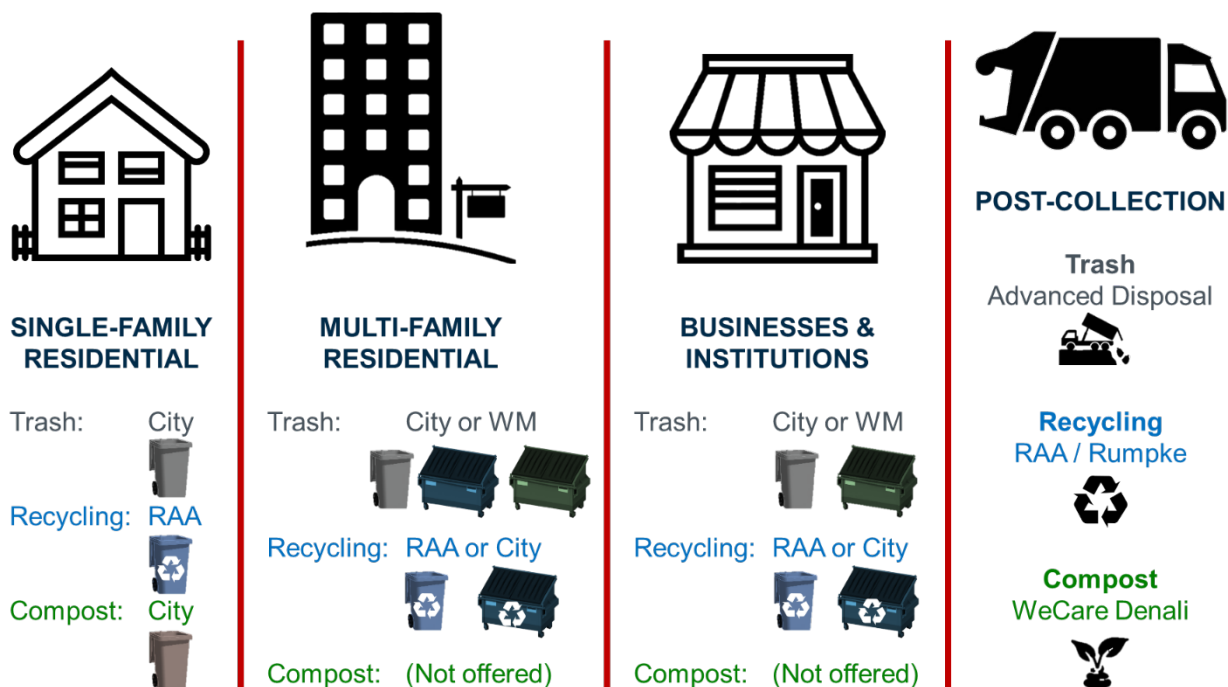 SINGLE-FAMILY
RESIDENTIAL
Trash: City
Recycling: RAA
Compost: City
MULTI-FAMILY
RESIDENTIAL
Trash: City or WM
Recycling: RAA or City
Compost: (Not offered)
BUSINESSES &
INSTITUTIONS
Trash: City or WM
Recycling: RAA or City
Compost: (Not offered)
POST-COLLECTION
Trash
Advanced Disposal
Recycling
RAA / Rumpke
Compost
WeCare Denali